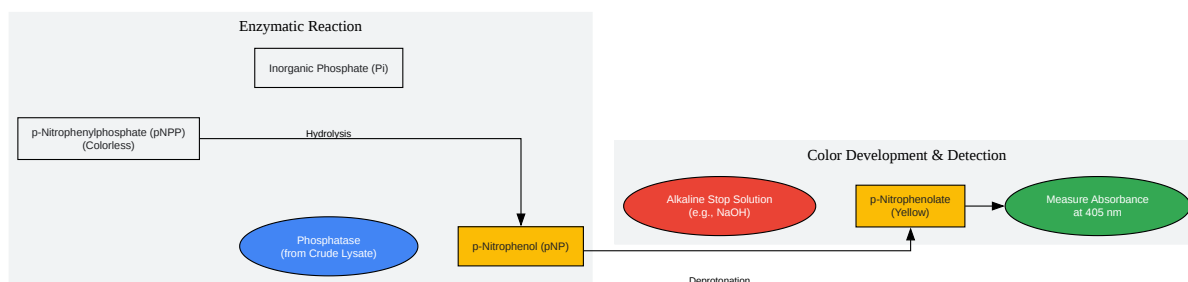 Enzymatic Reaction
Inorganic Phosphate (Pi)
p-Nitrophenylphosphate (pNPP)
(Colorless)
Hydrolysis
Phosphatase
(from Crude Lysate)
p-Nitrophenol (pNP)
Deprotonation
Color Development & Detection
Alkaline Stop Solution
(e.g., NaOH)
p-Nitrophenolate
(Yellow)
Measure Absorbance
at 405 nm